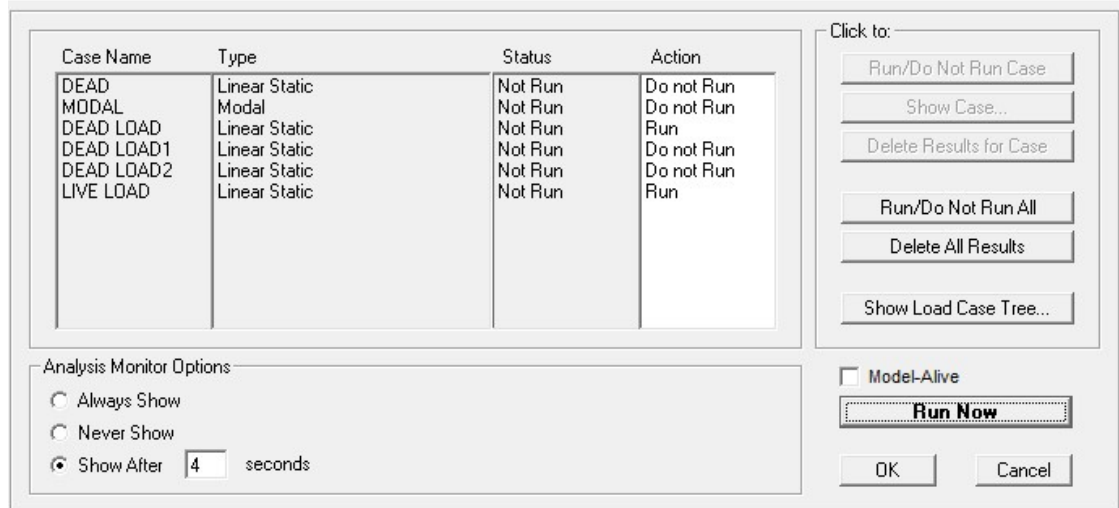 Case Name Type Status Action
DEAD Linear Static Not Run Do not Run
MODAL Modal Not Run Do not Run
DEAD LOAD Linear Static Not Run Run
DEAD LOAD1 Linear Static Not Run Do not Run
DEAD LOAD2 Linear Static Not Run Do not Run
LIVE LOAD Linear Static Not Run Run
Click to:
Run/Do Not Run Case
Show Case...
Delete Results for Case
Run/Do Not Run All
Delete All Results
Show Load Case Tree...
Analysis Monitor Options
Always Show
Never Show
Show After 4 seconds
Model-Alive
Run Now
OK Cancel